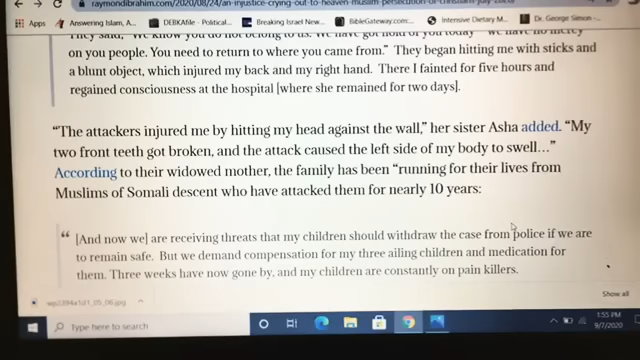 raymondibrahim.com/2020/08/24/an-injustice-crying-out-to-heaven-muslim-persecution-of-christian
Apps Answering Islam, A... DEBKAfile - Political... Breaking Israel New... BibleGateway.com: Intensive Dietary M... Dr. George Simon -
They said, "We know you do not belong to us. We have got hold of you today we have no mercy
on you people. You need to return to where you came from." They began hitting me with sticks and
a blunt object, which injured my back and my right hand. There I fainted for five hours and
regained consciousness at the hospital [where she remained for two days].
“The attackers injured me by hitting my head against the wall,” her sister Asha added. “My
two front teeth got broken, and the attack caused the left side of my body to swell…”
According to their widowed mother, the family has been “running for their lives from
Muslims of Somali descent who have attacked them for nearly 10 years:
“ [And now we] are receiving threats that my children should withdraw the case from police if we are
to remain safe. But we demand compensation for my three ailing children and medication for
them. Three weeks have now gone by, and my children are constantly on pain killers.
Show all
Type here to search
1:55 PM
9/7/2020